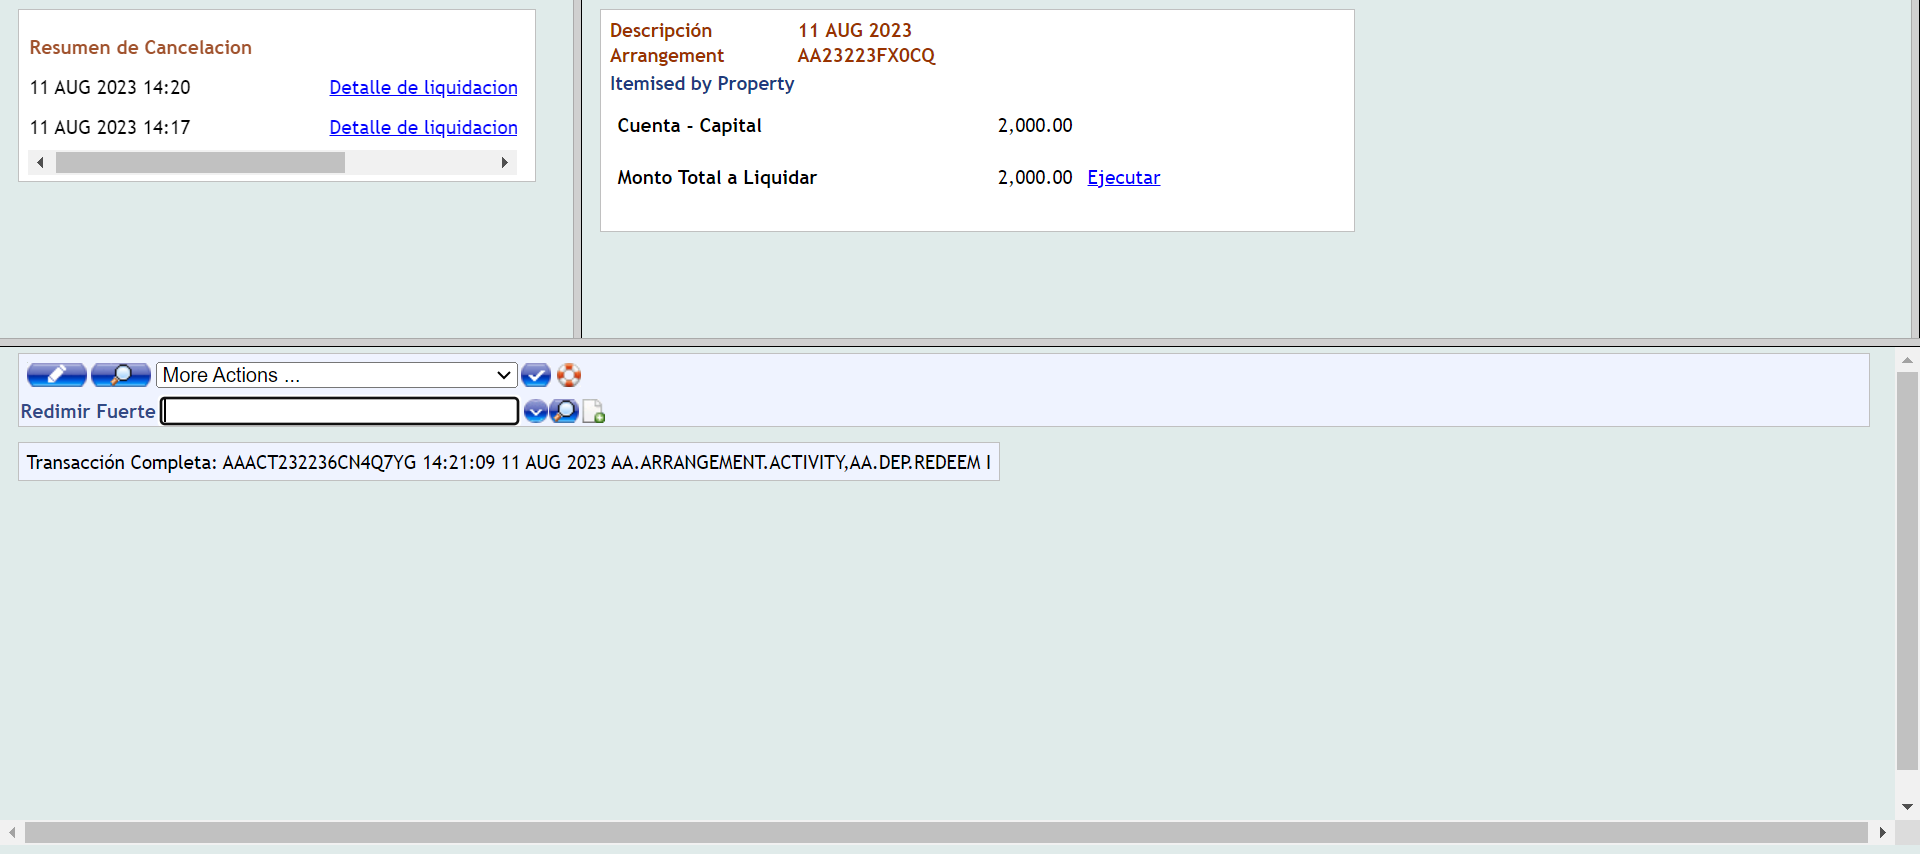 Resumen de Cancelacion
11 AUG 2023 14:20 Detalle de liquidacion
11 AUG 2023 14:17 Detalle de liquidacion
Descripción 11 AUG 2023
Arrangement AA23223FX0CQ
Itemised by Property
Cuenta - Capital 2,000.00
Monto Total a Liquidar 2,000.00 Ejecutar
More Actions ...
Redimir Fuerte
Transacción Completa: AAACT232236CN4Q7YG 14:21:09 11 AUG 2023 AA.ARRANGEMENT.ACTIVITY,AA.DEP.REDEEM I